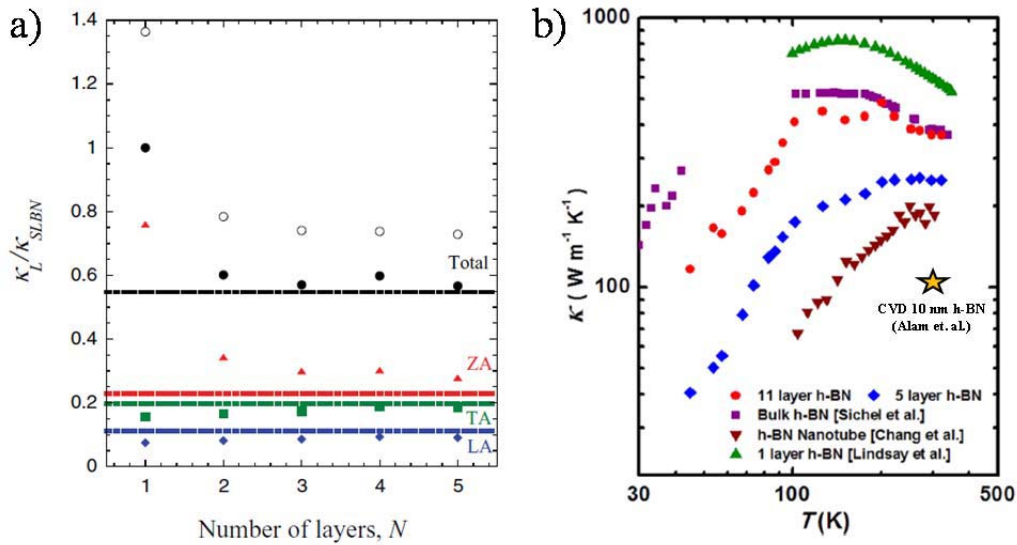 a)
1.4
1.2
1
0.8
0.6
0.4
0.2
0
κL/κSLBN
Total
ZA
TA
LA
1 2 3 4 5
Number of layers, N
b)
1000
100
κ ( W m-1 K-1)
CVD 10 nm h-BN
(Alam et. al.)
11 layer h-BN 5 layer h-BN
Bulk h-BN [Sichel et al.]
h-BN Nanotube [Chang et al.]
1 layer h-BN [Lindsay et al.]
30 100 500
T(K)